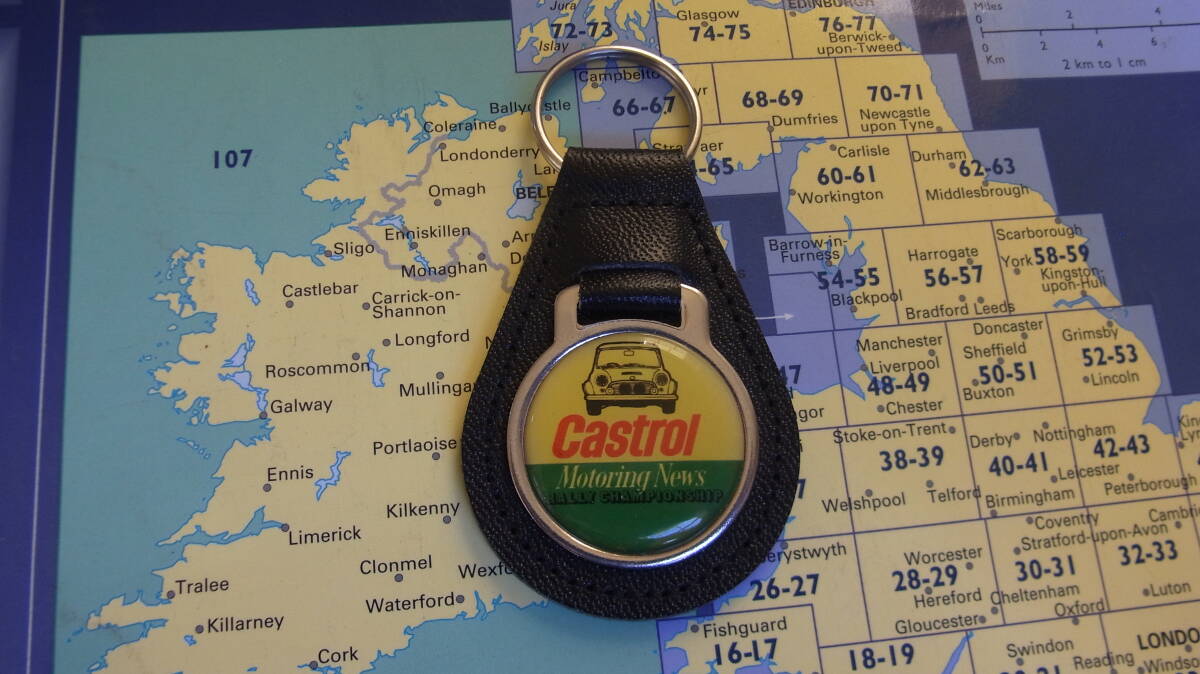 Jura
72-73
Islay
Glasgow
74-75
EDINBURGH
76-77
Berwick-
upon-Tweed
Miles
0 2 4
0 2 4 6
Km
2 km to 1 cm
107
Ballycastle
Coleraine
Londonderry
Omagh
Enniskillen
Sligo
Monaghan
Castlebar
Carrick-on-
Shannon
Longford
Roscommon
Mullingar
Galway
Portlaoise
Ennis
Kilkenny
Limerick
Clonmel
Waterford
Tralee
Killarney
Cork
66-67
68-69
Dumfries
70-71
Newcastle
upon Tyne
-65
Carlisle
60-61
Workington
Durham
62-63
Middlesbrough
Barrow-in-
Furness
54-55
Blackpool
Harrogate
56-57
Bradford Leeds
Scarborough
York 58-59
Kingston-
upon-Hull
Manchester
Liverpool
48-49
Chester
Doncaster
Sheffield
50-51
Buxton
Grimsby
52-53
Lincoln
Stoke-on-Trent
38-39
Welshpool
Telford
Derby
Nottingham
40-41
Leicester
Birmingham
42-43
Peterborough
26-27
Worcester
28-29
Hereford
Gloucester
Coventry
Stratford-upon-Avon
30-31
Cheltenham
Oxford
32-33
Luton
Fishguard
16-17
18-19
Swindon
Reading
Castrol
Motoring News
RALLY CHAMPIONSHIP